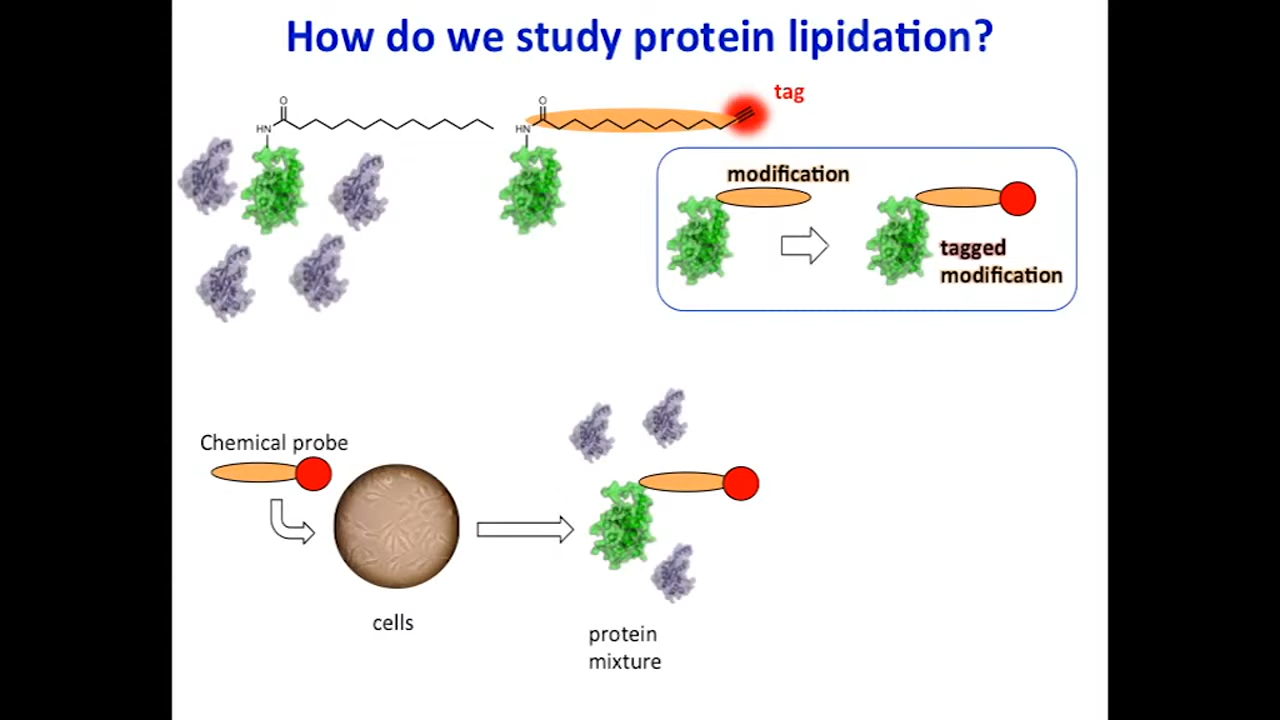 How do we study protein lipidation?
O
HN
O
HN
tag
modification
tagged
modification
Chemical probe
cells
protein
mixture